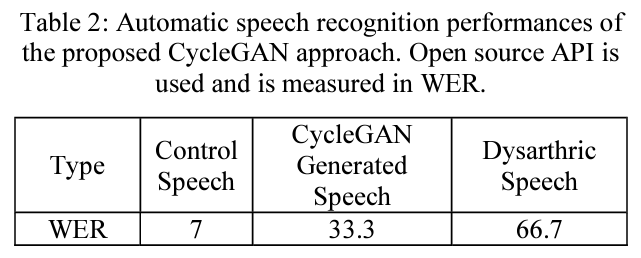 Table 2: Automatic speech recognition performances of
the proposed CycleGAN approach. Open source API is
used and is measured in WER.
Type Control Speech CycleGAN Generated Speech Dysarthric Speech
WER 7 33.3 66.7